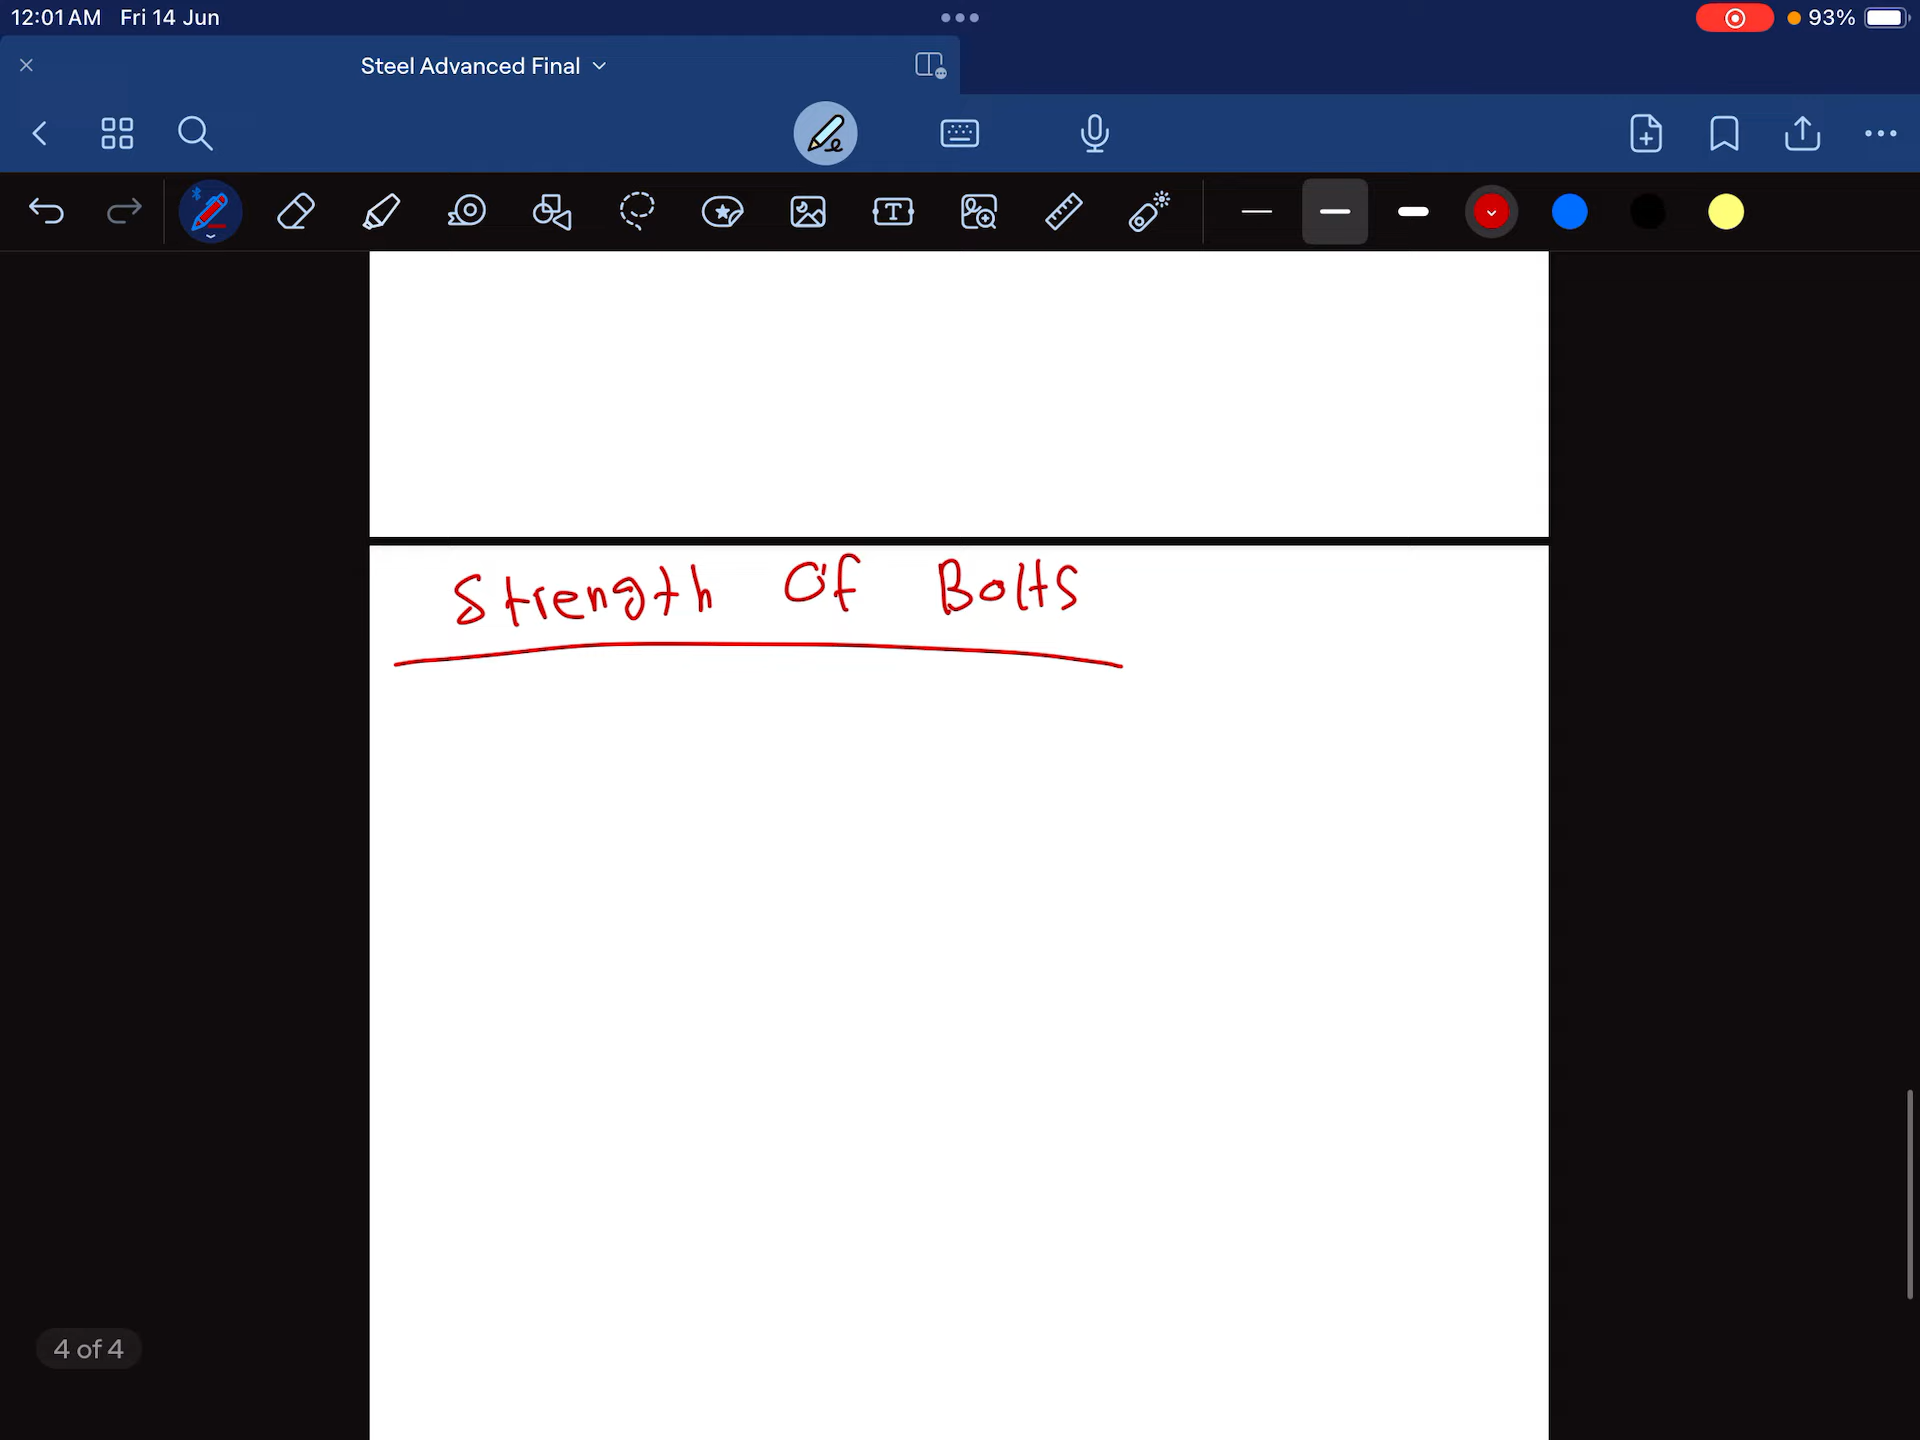 12:01 AM Fri 14 Jun
93%
Steel Advanced Final
Strength Of Bolts
4 of 4